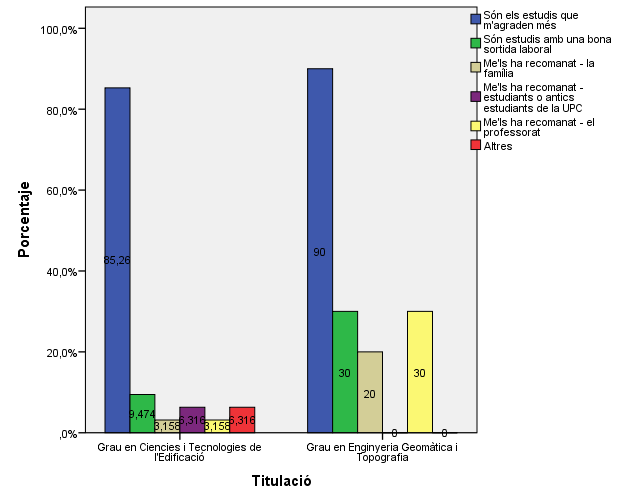 100,0%
80,0%
60,0%
40,0%
20,0%
,0%
Porcentaje
85,26
9,474
3,158
6,316
3,158
6,316
90
30
20
0
30
0
Grau en Ciencies i Tecnologies de
l'Edificació
Grau en Enginyeria Geomàtica i
Topografia
Titulació
Són els estudis que
m'agraden més
Són estudis amb una bona
sortida laboral
Me'ls ha recomanat - la
família
Me'ls ha recomanat -
estudiants o antics
estudiants de la UPC
Me'ls ha recomanat - el
professorat
Altres